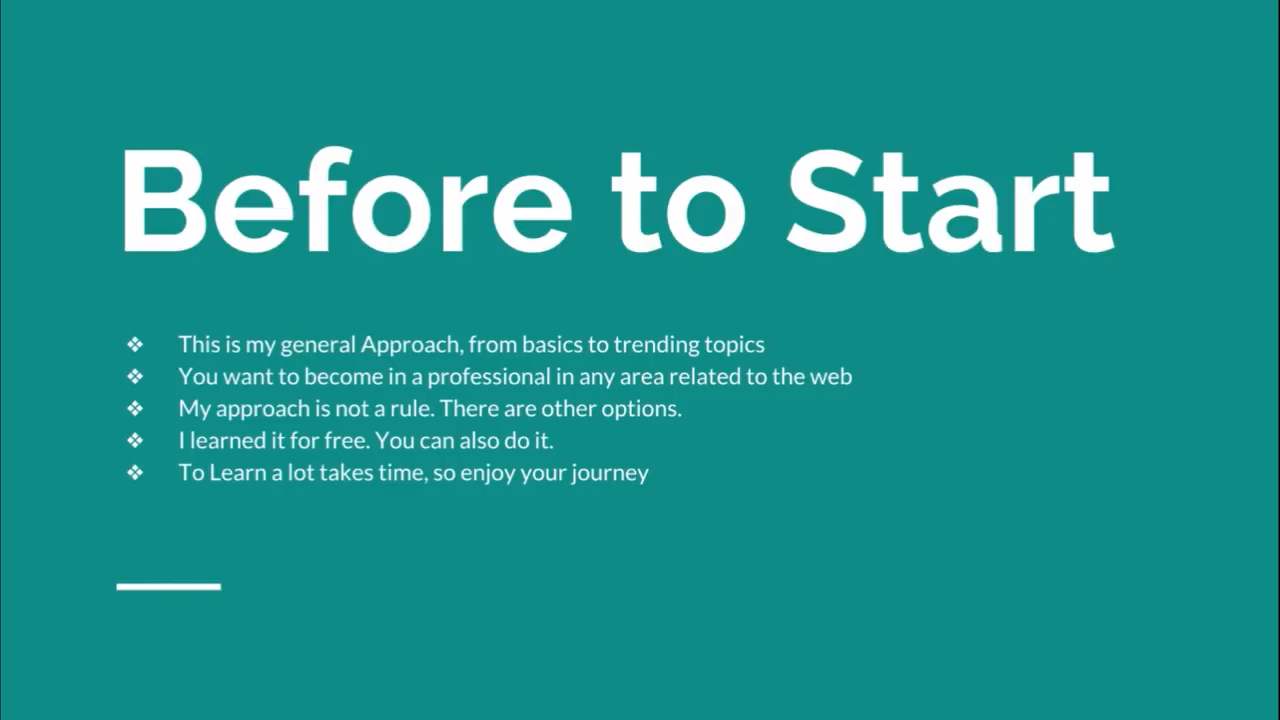 Before to Start
❖ This is my general Approach, from basics to trending topics
❖ You want to become in a professional in any area related to the web
❖ My approach is not a rule. There are other options.
❖ I learned it for free. You can also do it.
❖ To Learn a lot takes time, so enjoy your journey